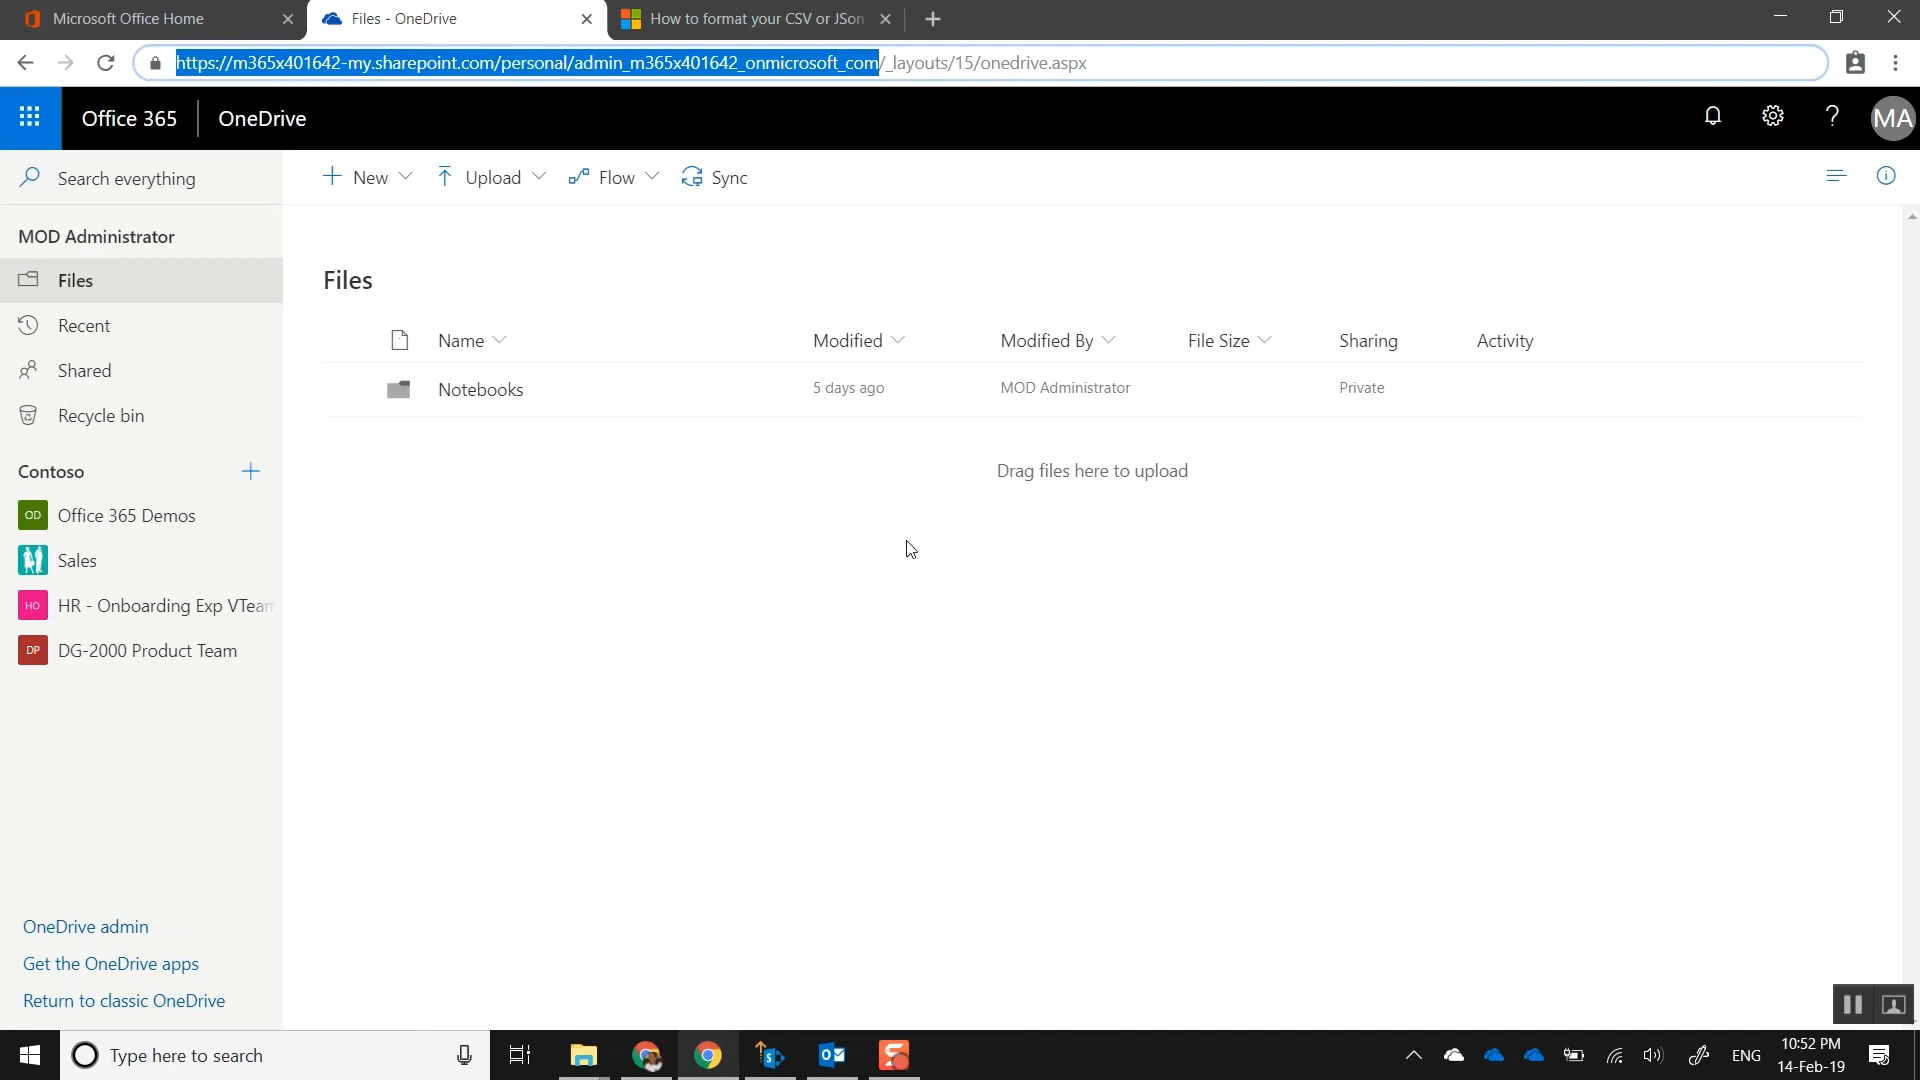 Microsoft Office Home
Files - OneDrive
How to format your CSV or JSon
https://m365x401642-my.sharepoint.com/personal/admin_m365x401642_onmicrosoft_com/_layouts/15/onedrive.aspx
Office 365
OneDrive
MA
Search everything
New
Upload
Flow
Sync
MOD Administrator
Files
Recent
Shared
Recycle bin
Contoso
OD
Office 365 Demos
Sales
HO
HR - Onboarding Exp VTeam
DP
DG-2000 Product Team
OneDrive admin
Get the OneDrive apps
Return to classic OneDrive
Files
Name
Modified
Modified By
File Size
Sharing
Activity
Notebooks
5 days ago
MOD Administrator
Private
Drag files here to upload
Type here to search
ENG
10:52 PM
14-Feb-19